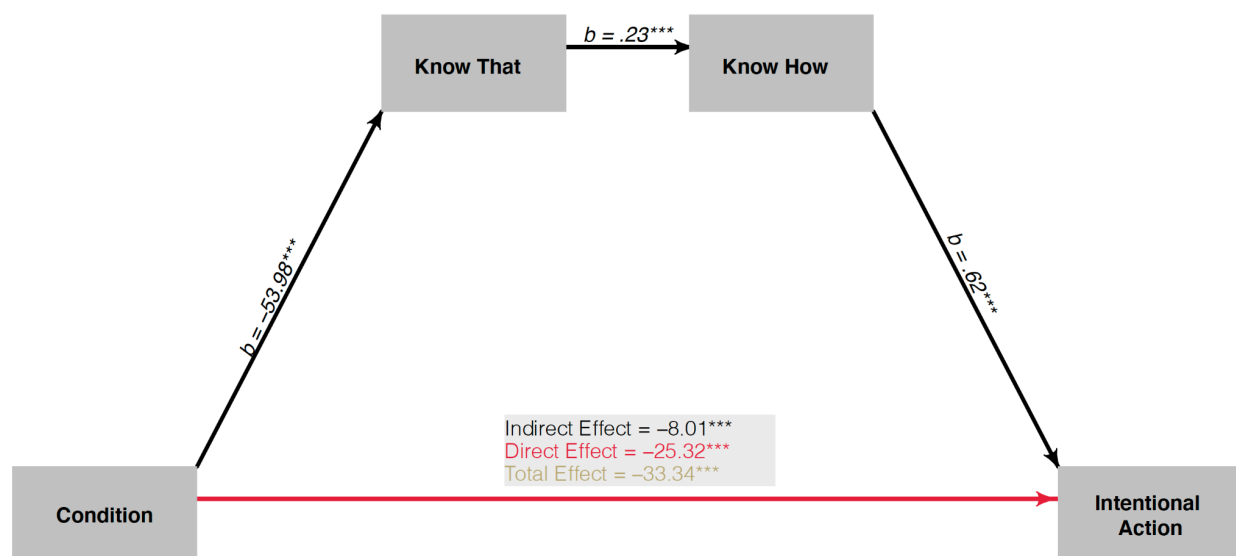 Know That
b = .23***
Know How
b = −53.98***
b = .62***
Indirect Effect = −8.01***
Direct Effect = −25.32***
Total Effect = −33.34***
Condition
Intentional
Action